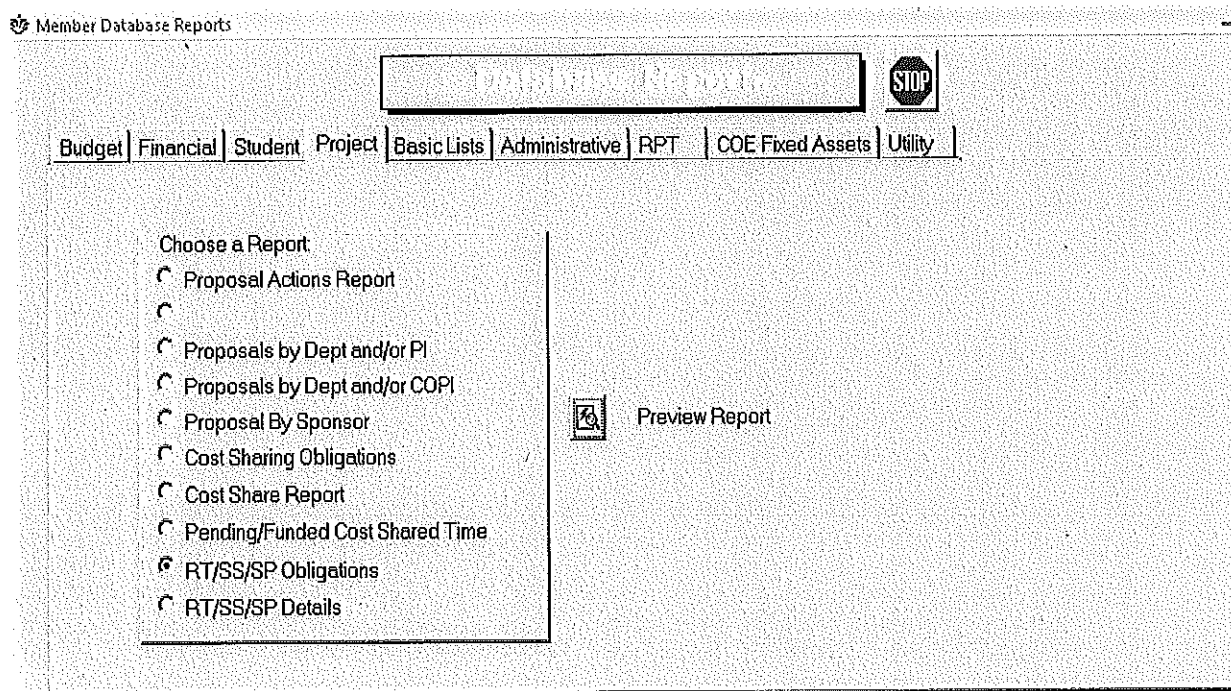 Member Database Reports
Database Reports
STOP
Budget Financial Student Project Basic Lists Administrative RPT COE Fixed Assets Utility
Choose a Report:
Proposal Actions Report
Proposals by Dept and/or PI
Proposals by Dept and/or COPI
Proposal By Sponsor
Cost Sharing Obligations
Cost Share Report
Pending/Funded Cost Shared Time
RT/SS/SP Obligations
RT/SS/SP Details
Preview Report